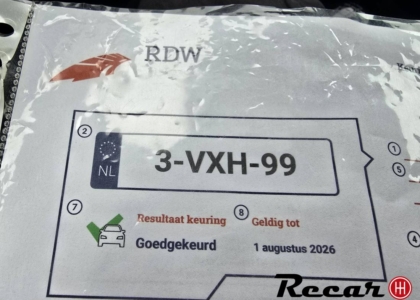 RDW
2
NL
3-VXH-99
7
Resultaat keuring
Goedgekeurd
8
Geldig tot
1 augustus 2026
1
5
4
Recar H